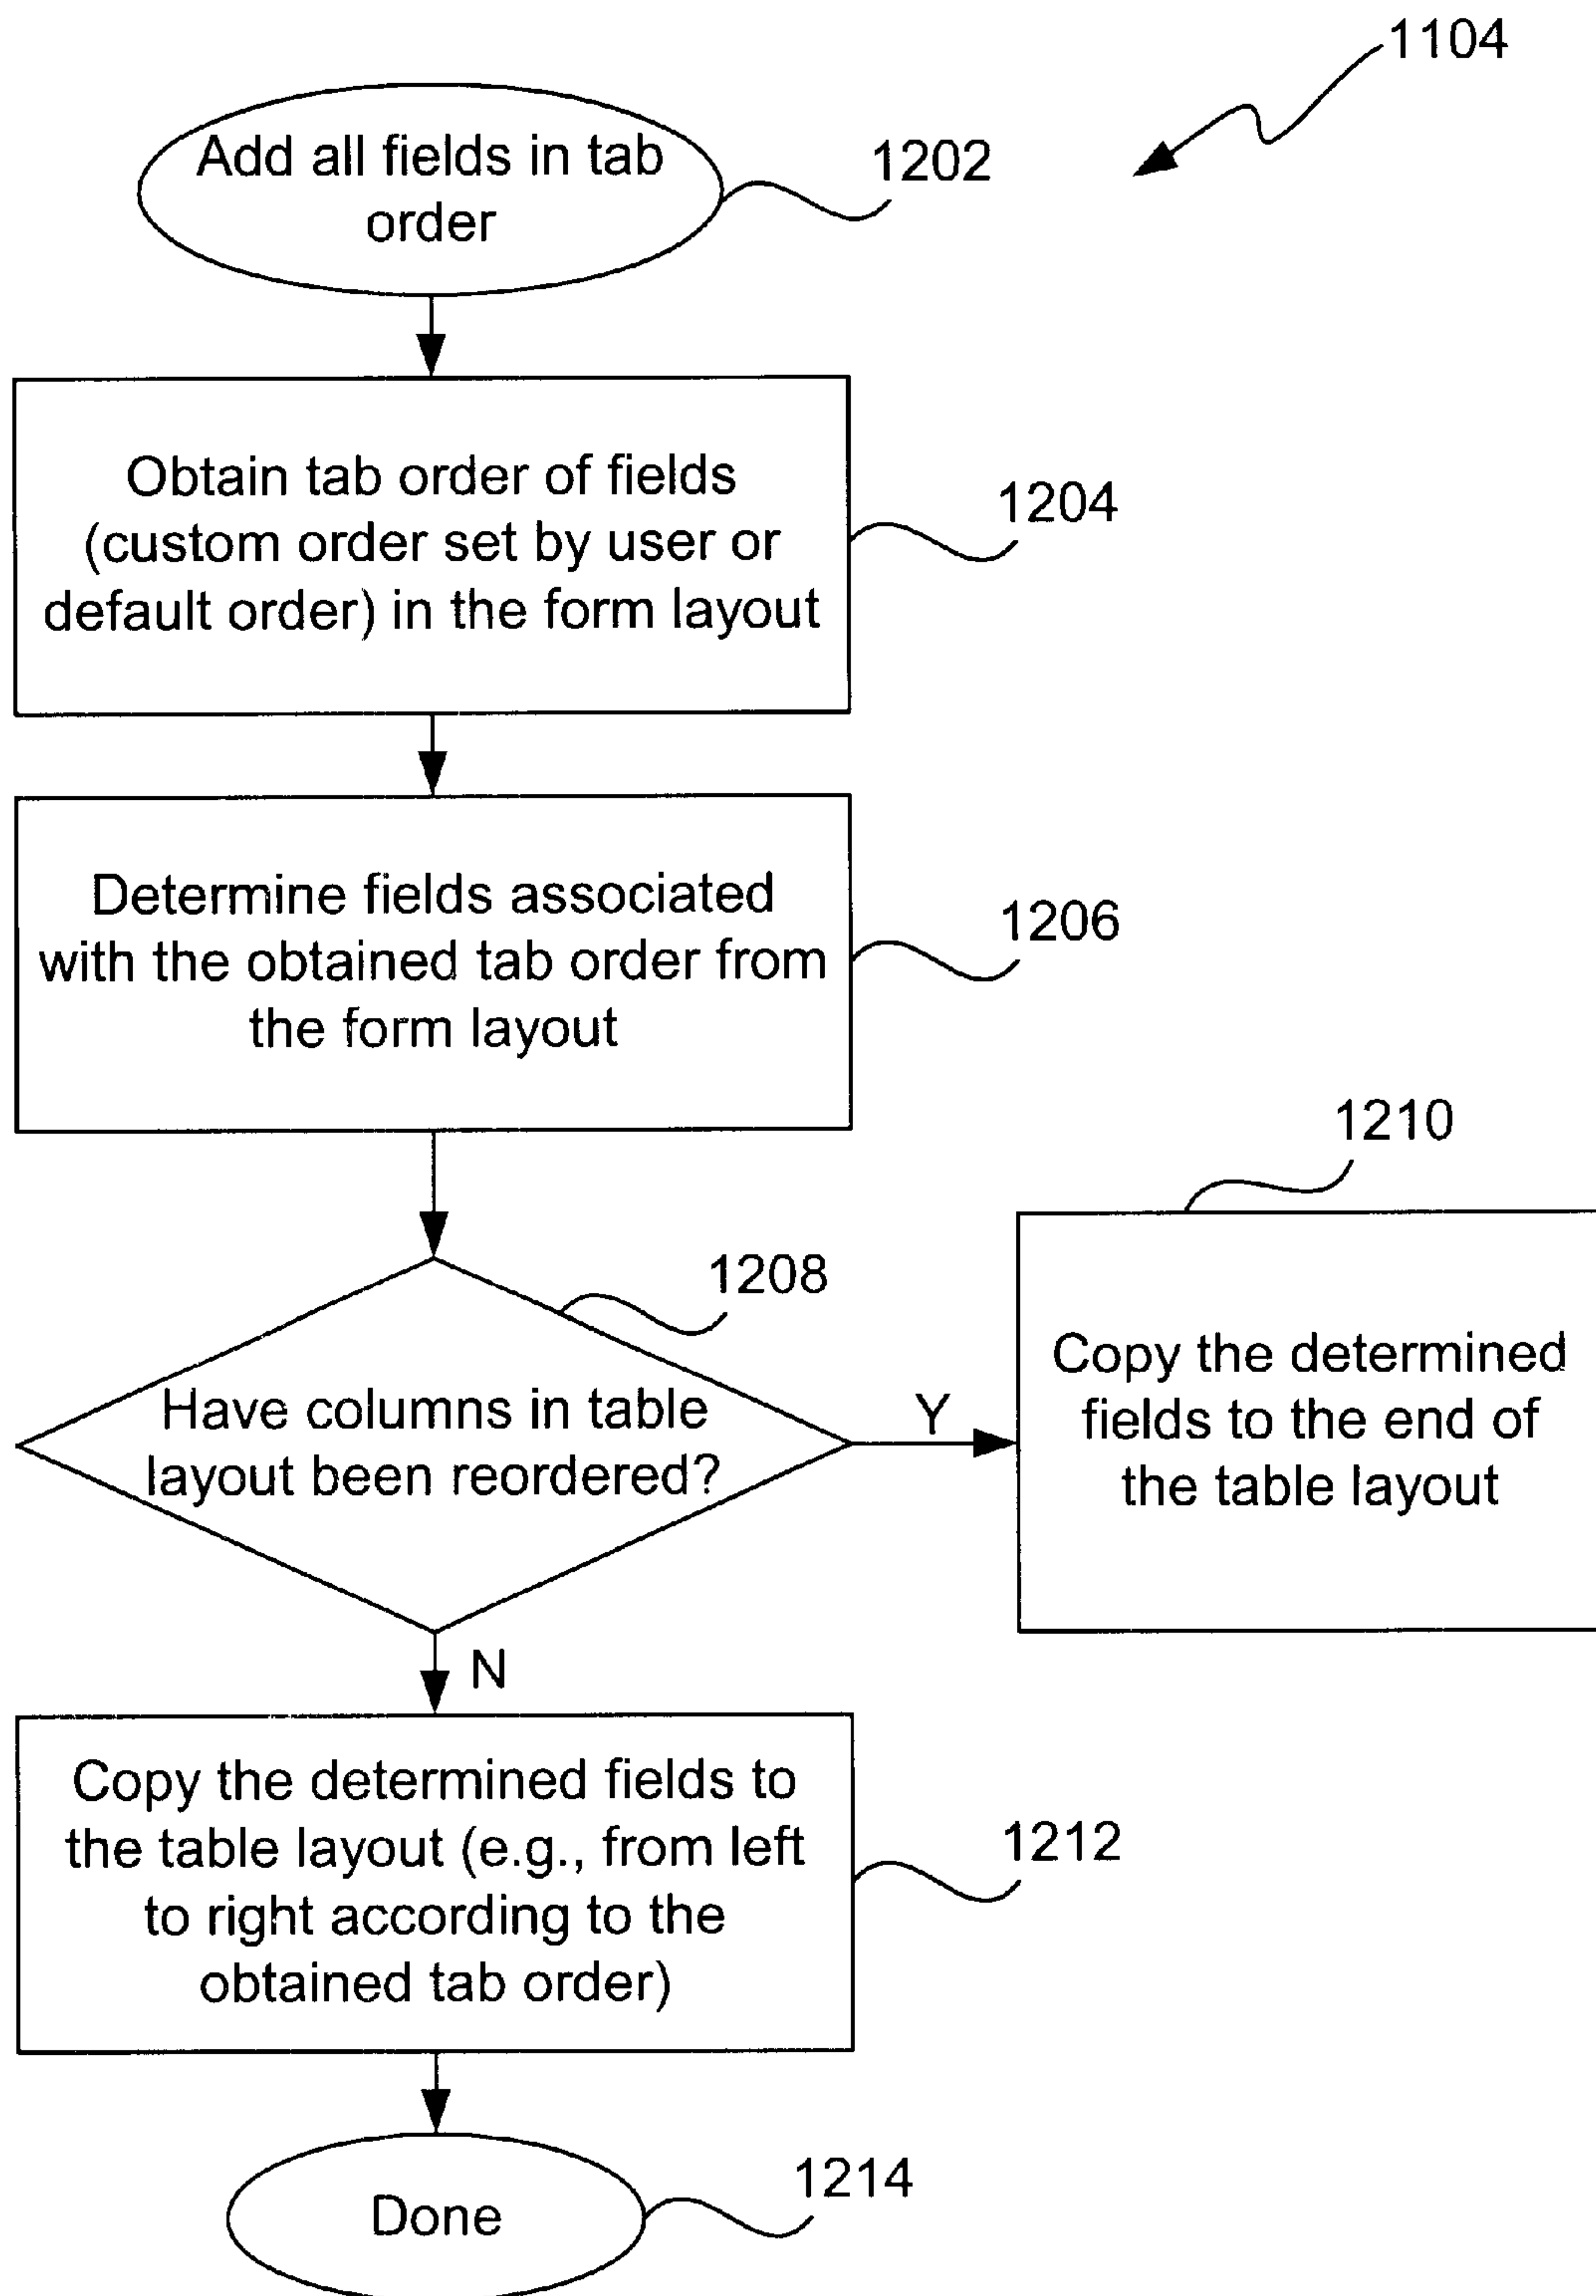 1104
Add all fields in tab
order
1202
Obtain tab order of fields
(custom order set by user or
default order) in the form layout
1204
Determine fields associated
with the obtained tab order from
the form layout
1206
1208
Have columns in table
layout been reordered?
Y
1210
Copy the determined
fields to the end of
the table layout
N
Copy the determined fields to
the table layout (e.g., from left
to right according to the
obtained tab order)
1212
Done
1214